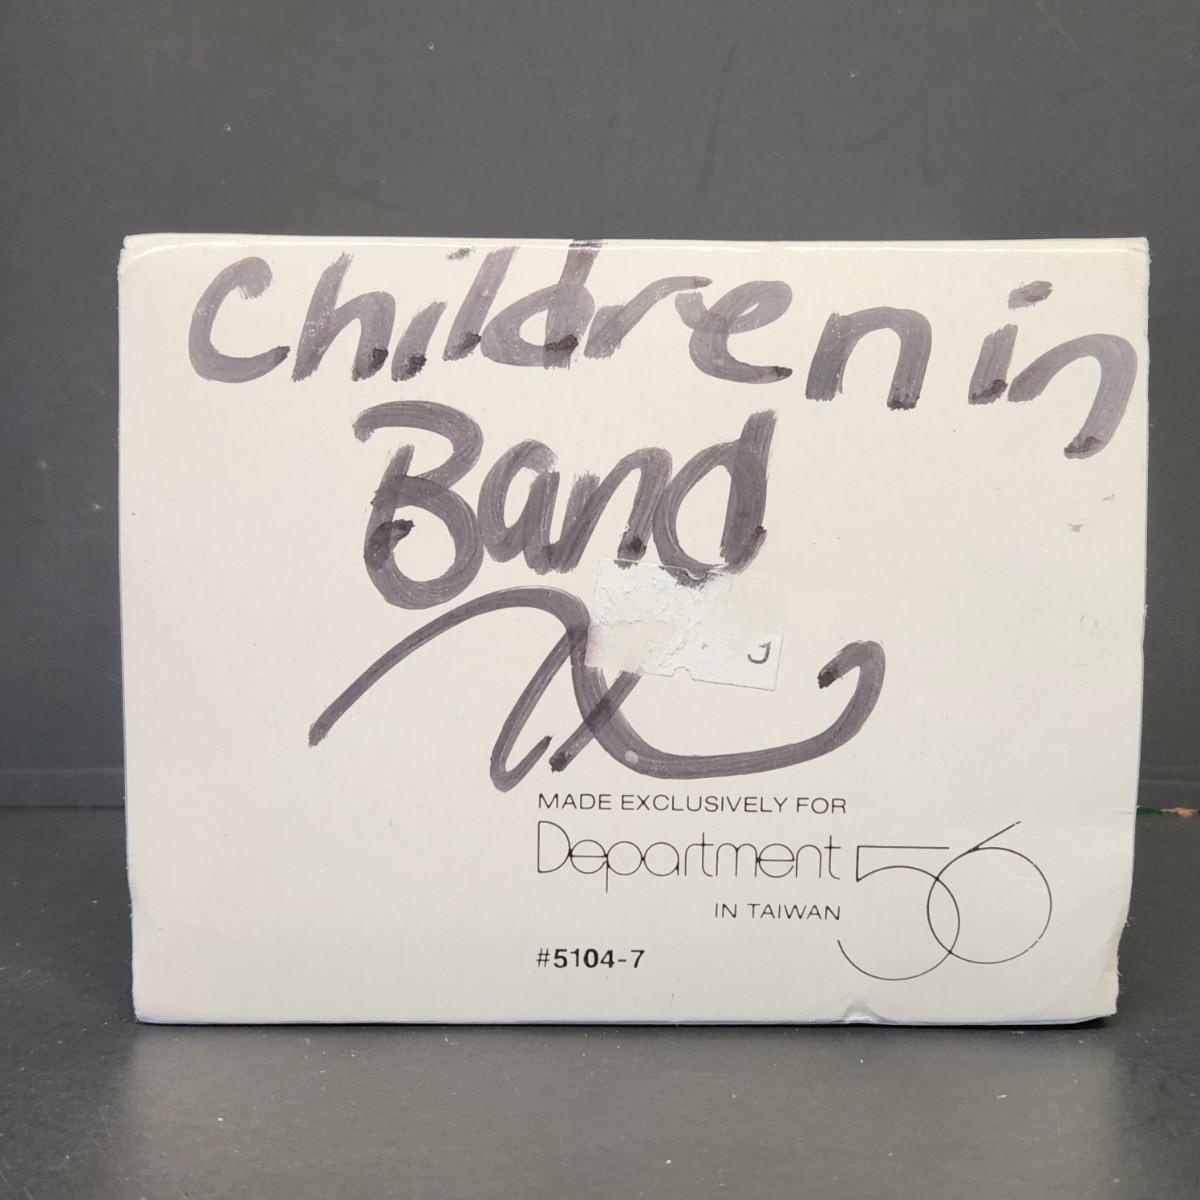 Children in
Band
J
MADE EXCLUSIVELY FOR
Department 56
IN TAIWAN
#5104-7